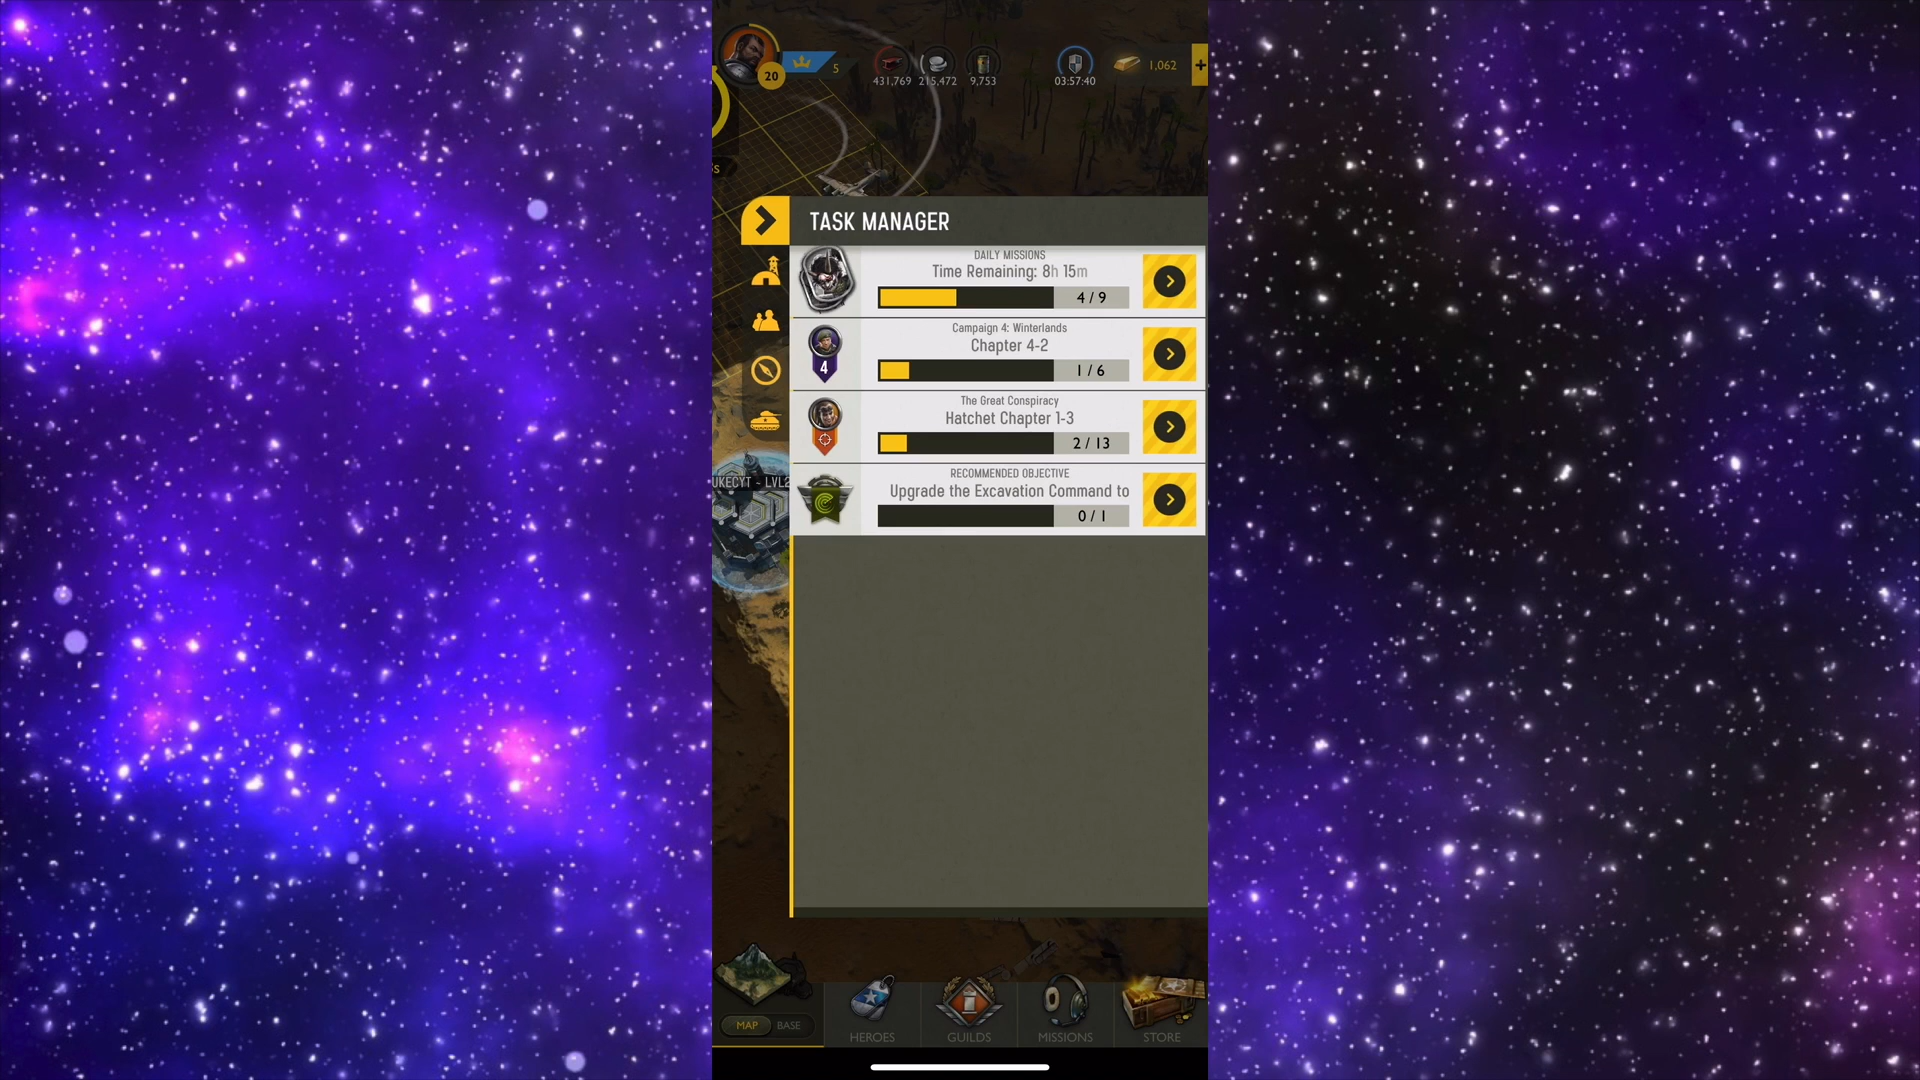 20
5
431,769
215,472
9,753
03:57:40
1,062
+
S
TASK MANAGER
DAILY MISSIONS
Time Remaining: 8h 15m
4 / 9
Campaign 4: Winterlands
Chapter 4-2
4
1 / 6
The Great Conspiracy
Hatchet Chapter 1-3
2 / 13
UKECYT - LVL2
RECOMMENDED OBJECTIVE
Upgrade the Excavation Command to
0 / 1
MAP
BASE
HEROES
GUILDS
MISSIONS
STORE